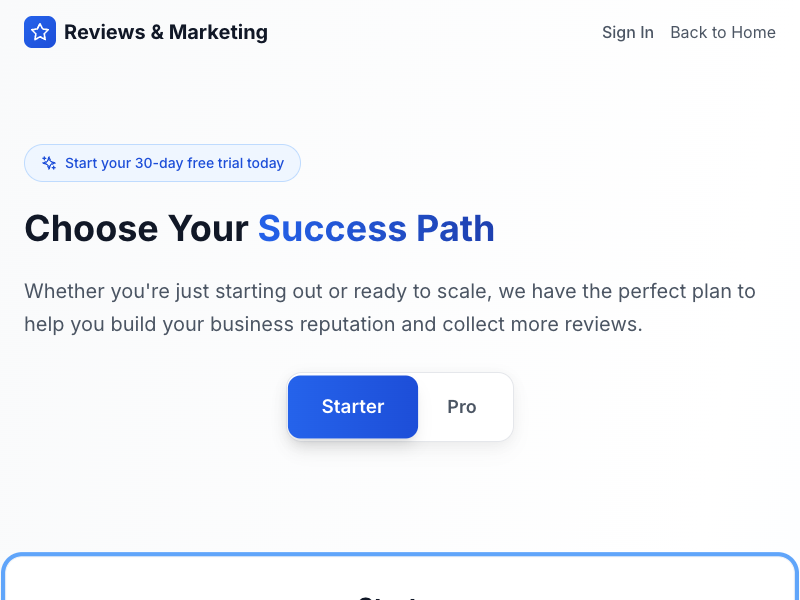 Reviews & Marketing
Sign In
Back to Home
Start your 30-day free trial today
Choose Your Success Path
Whether you're just starting out or ready to scale, we have the perfect plan to
help you build your business reputation and collect more reviews.
Starter
Pro